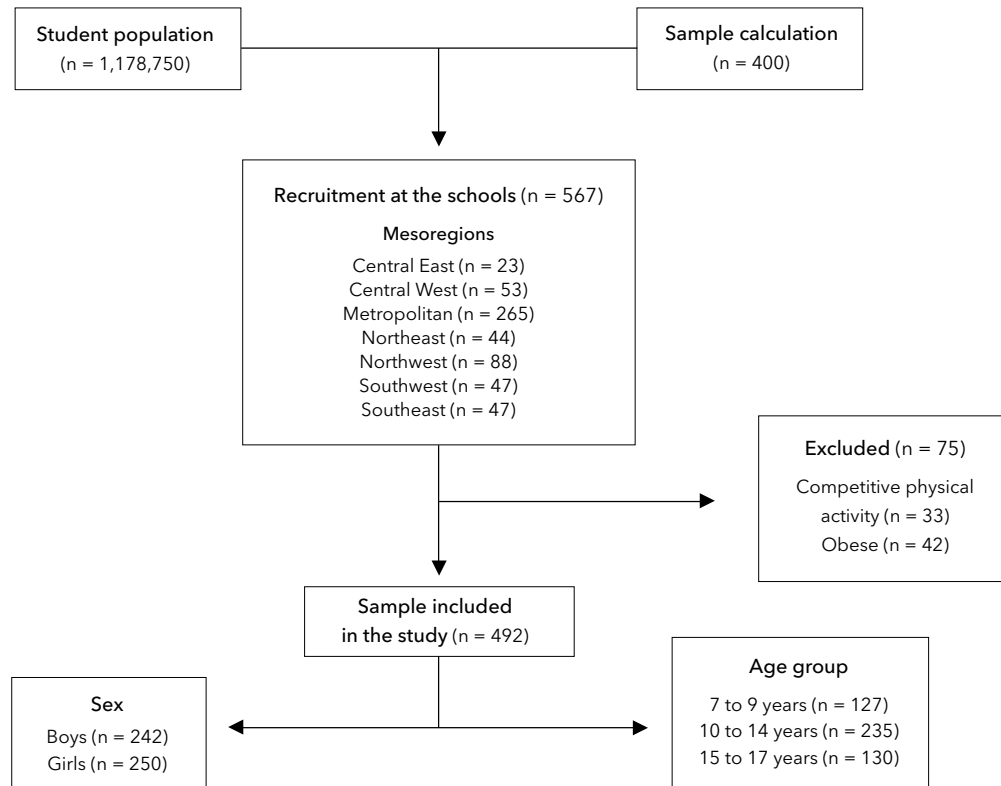 Student population
(n = 1,178,750)
Sample calculation
(n = 400)
Recruitment at the schools (n = 567)
Mesoregions
Central East (n = 23)
Central West (n = 53)
Metropolitan (n = 265)
Northeast (n = 44)
Northwest (n = 88)
Southwest (n = 47)
Southeast (n = 47)
Excluded (n = 75)
Competitive physical
activity (n = 33)
Obese (n = 42)
Sample included
in the study (n = 492)
Sex
Boys (n = 242)
Girls (n = 250)
Age group
7 to 9 years (n = 127)
10 to 14 years (n = 235)
15 to 17 years (n = 130)